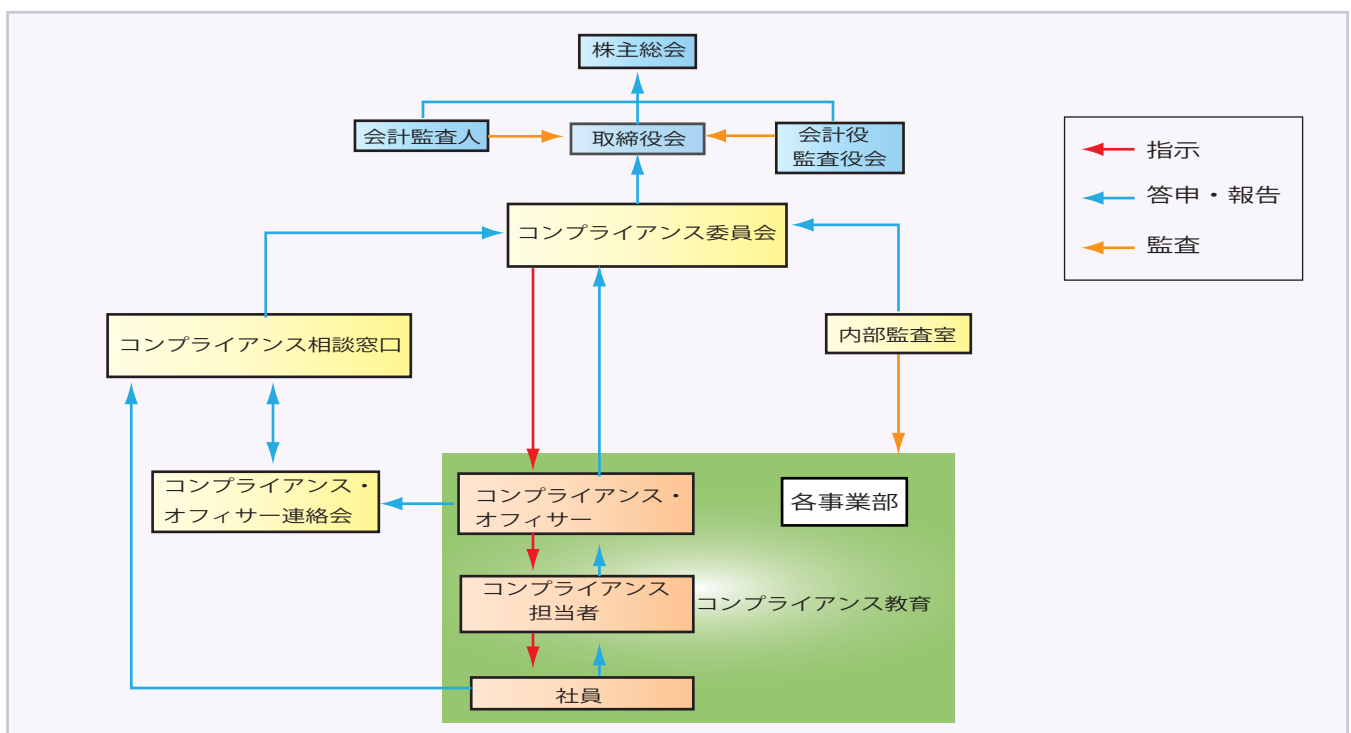 株主総会
会計監査人
取締役会
会計役
監査役会
指示
答申・報告
監査
コンプライアンス委員会
コンプライアンス相談窓口
内部監査室
コンプライアンス・
オフィサー連絡会
コンプライアンス・
オフィサー
各事業部
コンプライアンス
担当者
コンプライアンス教育
社員